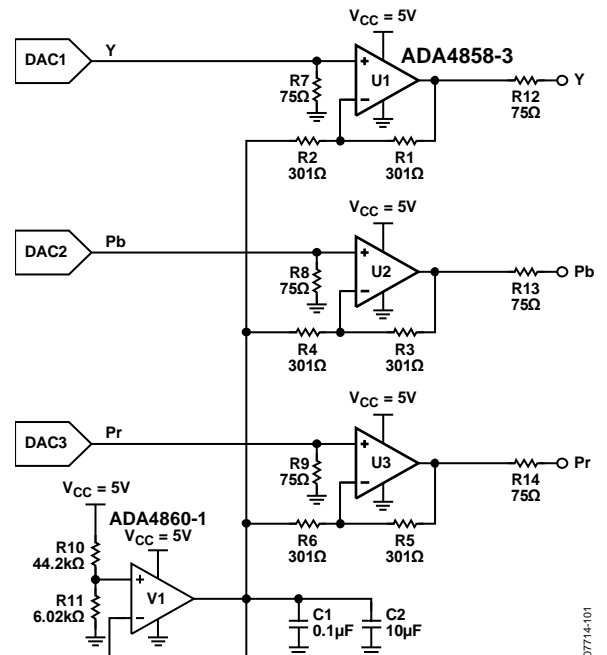 V_CC = 5V
ADA4858-3
DAC1
Y
+
U1
–
R7
75Ω
Y
R12
75Ω
R2
301Ω
R1
301Ω
V_CC = 5V
DAC2
Pb
+
U2
–
R8
75Ω
Pb
R13
75Ω
R4
301Ω
R3
301Ω
V_CC = 5V
DAC3
Pr
+
U3
–
R9
75Ω
Pr
R14
75Ω
V_CC = 5V
ADA4860-1
V_CC = 5V
R6
301Ω
R5
301Ω
R10
44.2kΩ
+
V1
–
R11
6.02kΩ
C1
0.1µF
C2
10µF
07714-101